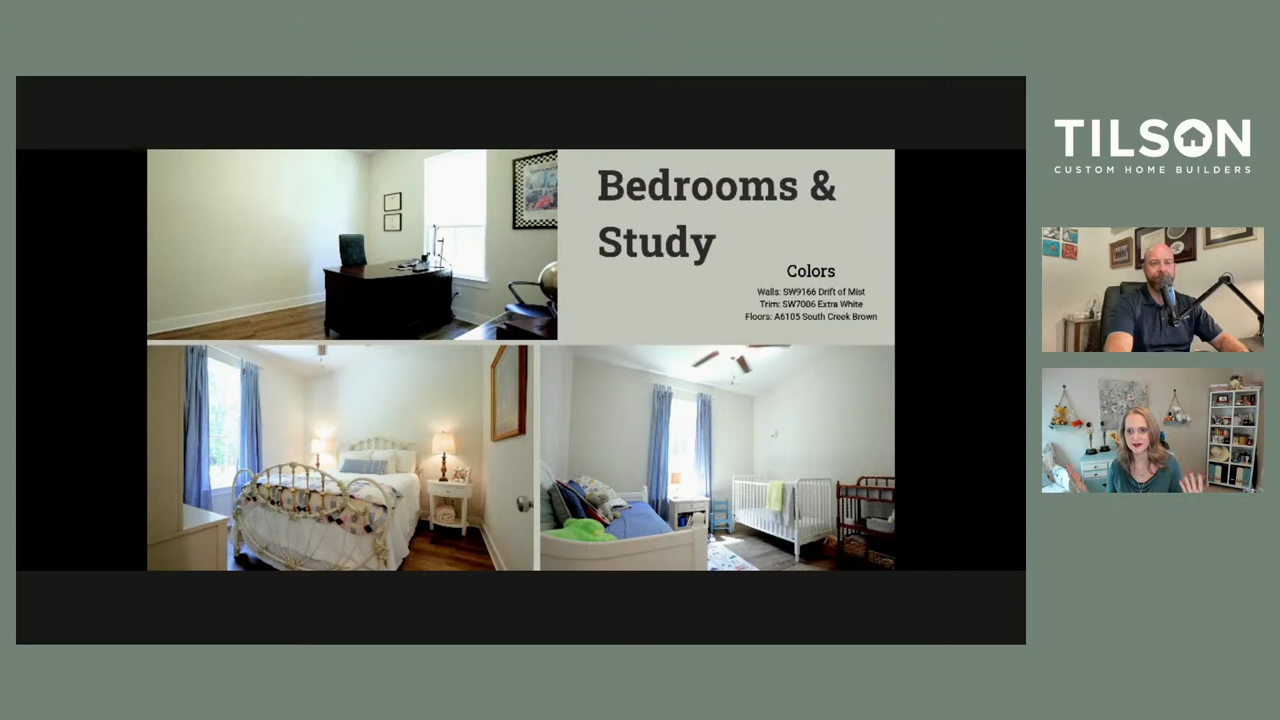 Bedrooms &
Study
Colors
Walls: SW9166 Drift of Mist
Trim: SW7006 Extra White
Floors: A6105 South Creek Brown
TILSON
CUSTOM HOME BUILDERS